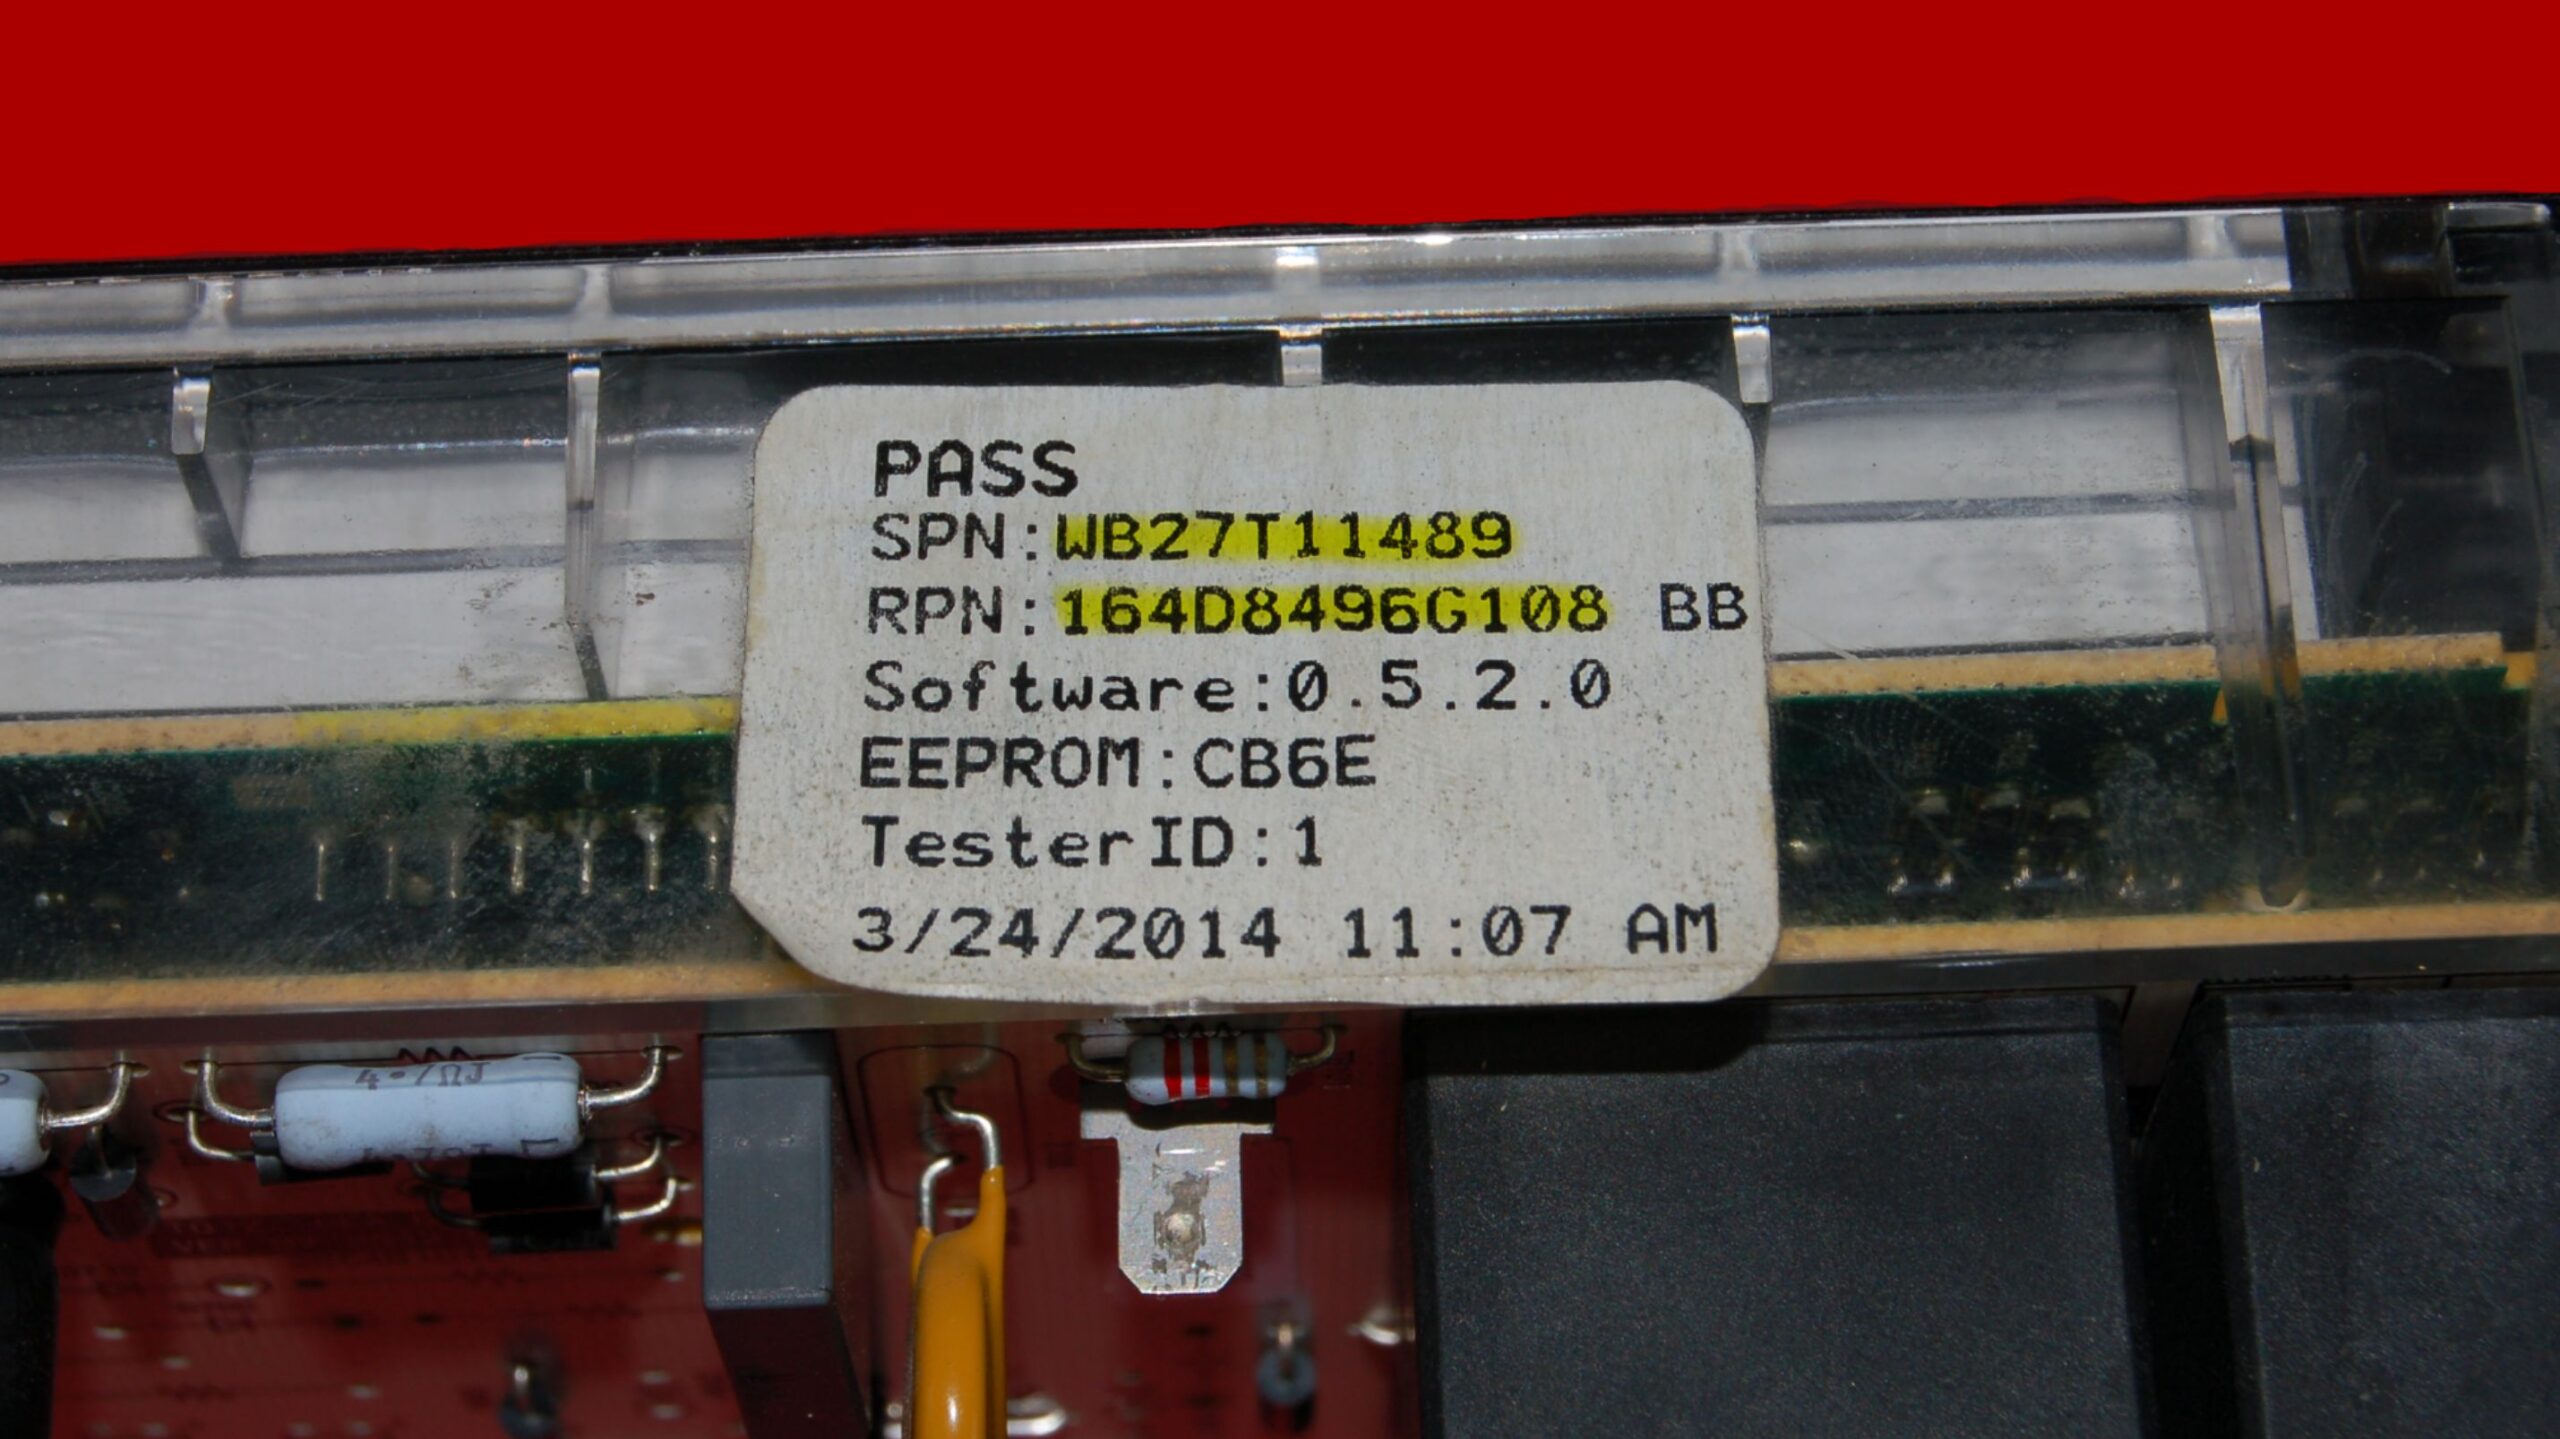 PASS
SPN:WB27T11489
RPN:164D8496G108 BB
Software:0.5.2.0
EEPROM:CB6E
TesterID:1
3/24/2014 11:07 AM